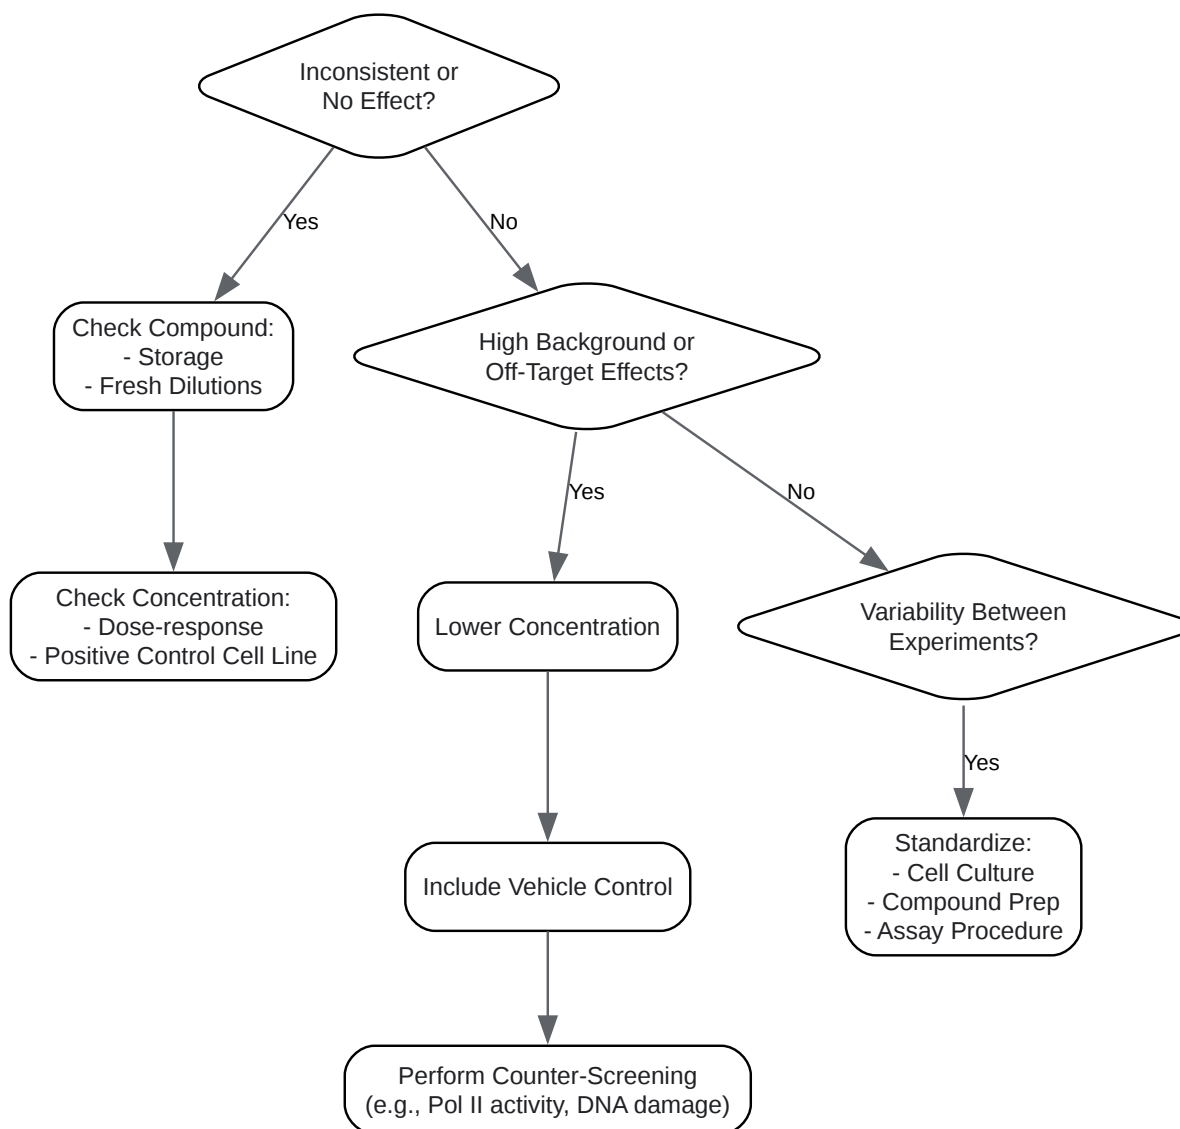 Inconsistent or
No Effect?
Yes
No
Check Compound:
- Storage
- Fresh Dilutions
High Background or
Off-Target Effects?
Yes
No
Check Concentration:
- Dose-response
- Positive Control Cell Line
Lower Concentration
Variability Between
Experiments?
Yes
Include Vehicle Control
Standardize:
- Cell Culture
- Compound Prep
- Assay Procedure
Perform Counter-Screening
(e.g., Pol II activity, DNA damage)